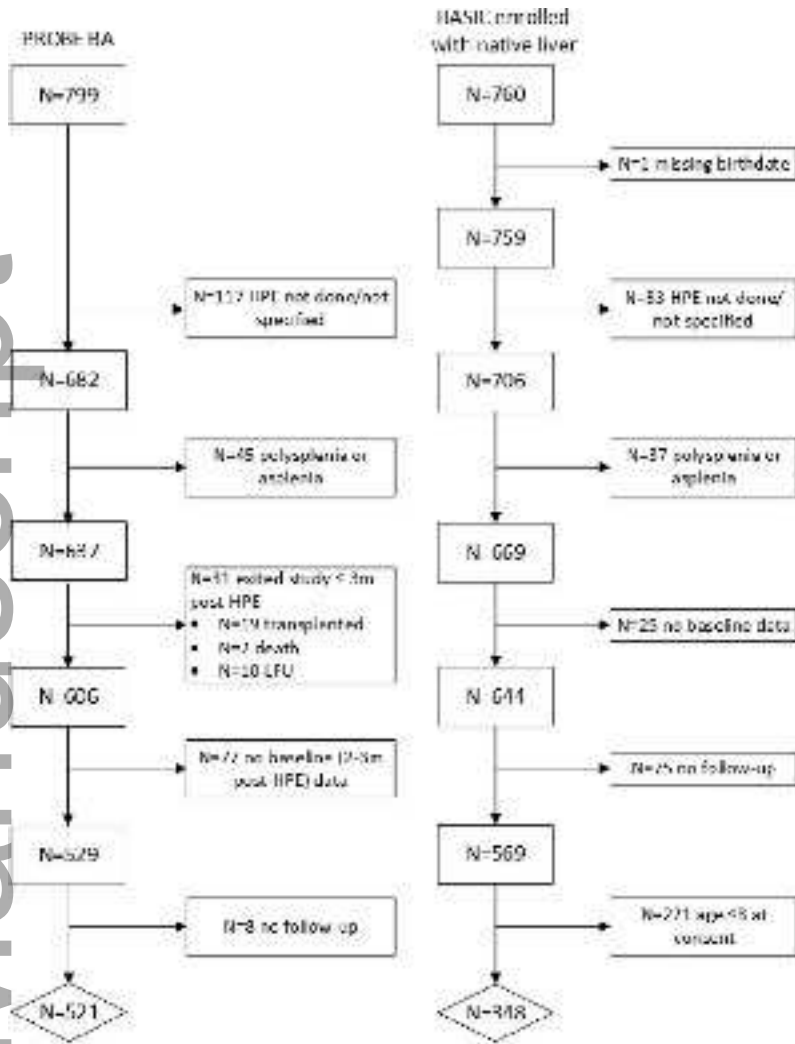 PROBE BA
N=799
N=117 HPE not done/not
specified
N=682
N=45 polysplenia or
asplenia
N=637
N=31 exited study ≤ 3m
post HPE
• N=19 transplanted
• N=2 death
• N=10 LFU
N=606
N=77 no baseline (2-3m
post-HPE) data
N=529
N=8 no follow-up
N=521
BASIC enrolled
with native liver
N=760
N=1 missing birthdate
N=759
N=53 HPE not done/
not specified
N=706
N=37 polysplenia or
asplenia
N=669
N=25 no baseline data
N=644
N=75 no follow-up
N=569
N=221 age
at
consent
N=348